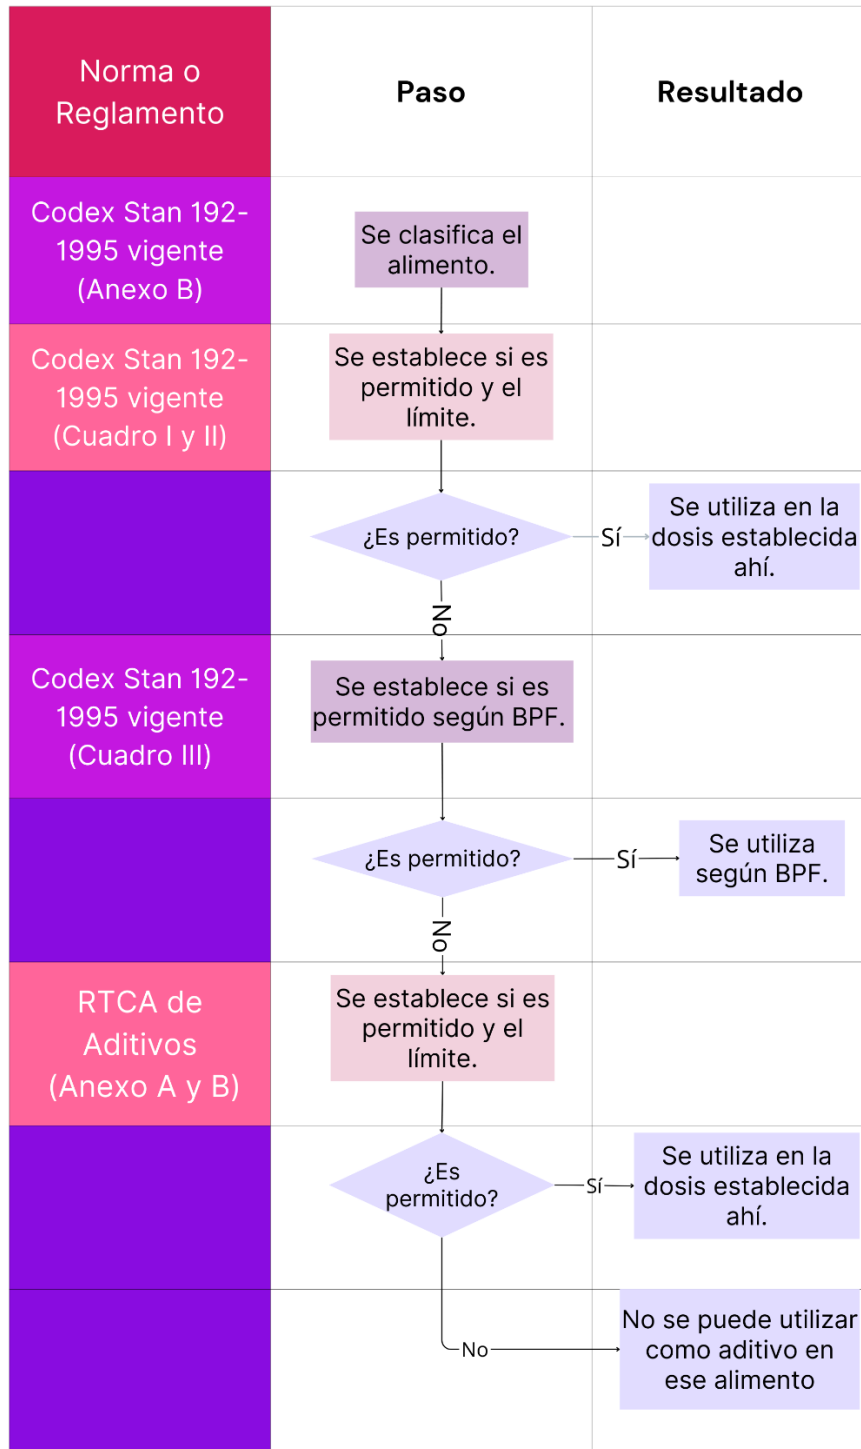 Norma o
Reglamento
Paso
Resultado
Codex Stan 192-
1995 vigente
(Anexo B)
Se clasifica el
alimento.
Codex Stan 192-
1995 vigente
(Cuadro I y II)
Se establece si es
permitido y el
límite.
¿Es permitido?
Sí
Se utiliza en la
dosis establecida
ahí.
No
Codex Stan 192-
1995 vigente
(Cuadro III)
Se establece si es
permitido según BPF.
¿Es permitido?
Sí
Se utiliza
según BPF.
No
RTCA de
Aditivos
(Anexo A y B)
Se establece si es
permitido y el
límite.
¿Es
permitido?
Sí
Se utiliza en la
dosis establecida
ahí.
No
No se puede utilizar
como aditivo en
ese alimento